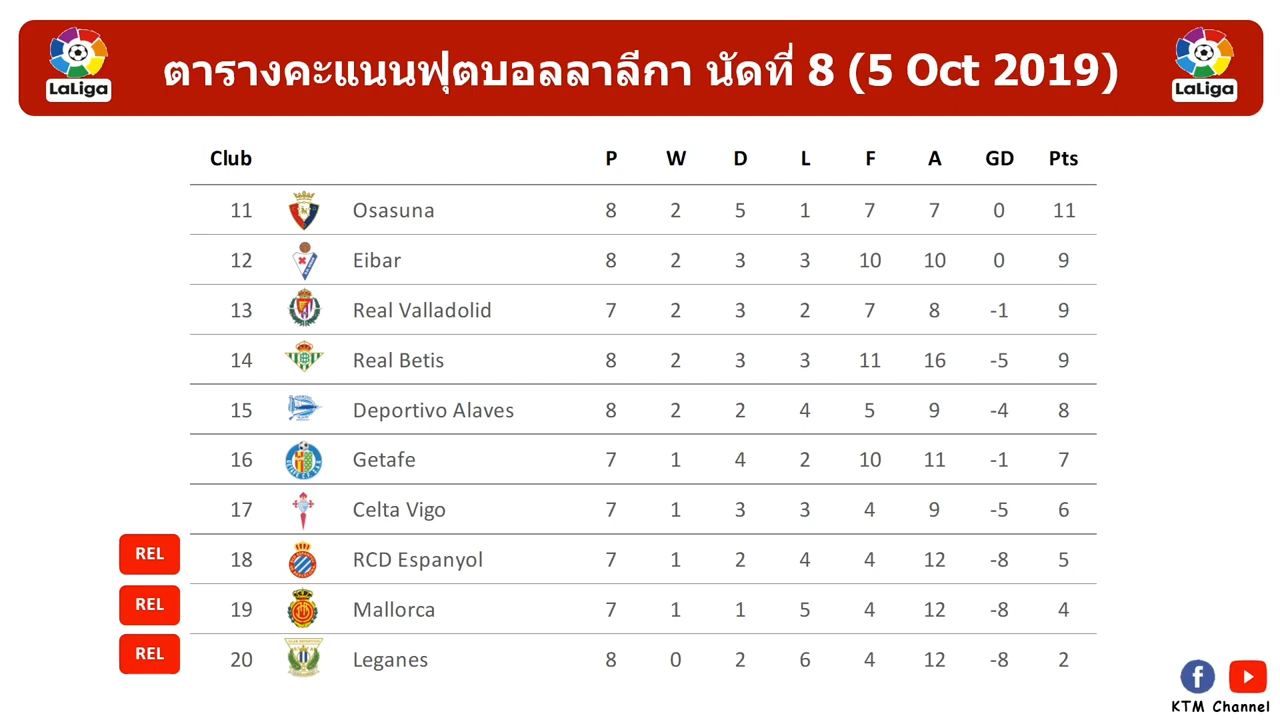 LaLiga
ตารางคะแนนฟุตบอลลาลีกา นัดที่ 8 (5 Oct 2019)
LaLiga
Club P W D L F A GD Pts
11 Osasuna 8 2 5 1 7 7 0 11
12 Eibar 8 2 3 3 10 10 0 9
13 Real Valladolid 7 2 3 2 7 8 -1 9
14 Real Betis 8 2 3 3 11 16 -5 9
15 Deportivo Alaves 8 2 2 4 5 9 -4 8
16 Getafe 7 1 4 2 10 11 -1 7
17 Celta Vigo 7 1 3 3 4 9 -5 6
REL 18 RCD Espanyol 7 1 2 4 4 12 -8 5
REL 19 Mallorca 7 1 1 5 4 12 -8 4
REL 20 Leganes 8 0 2 6 4 12 -8 2
KTM Channel